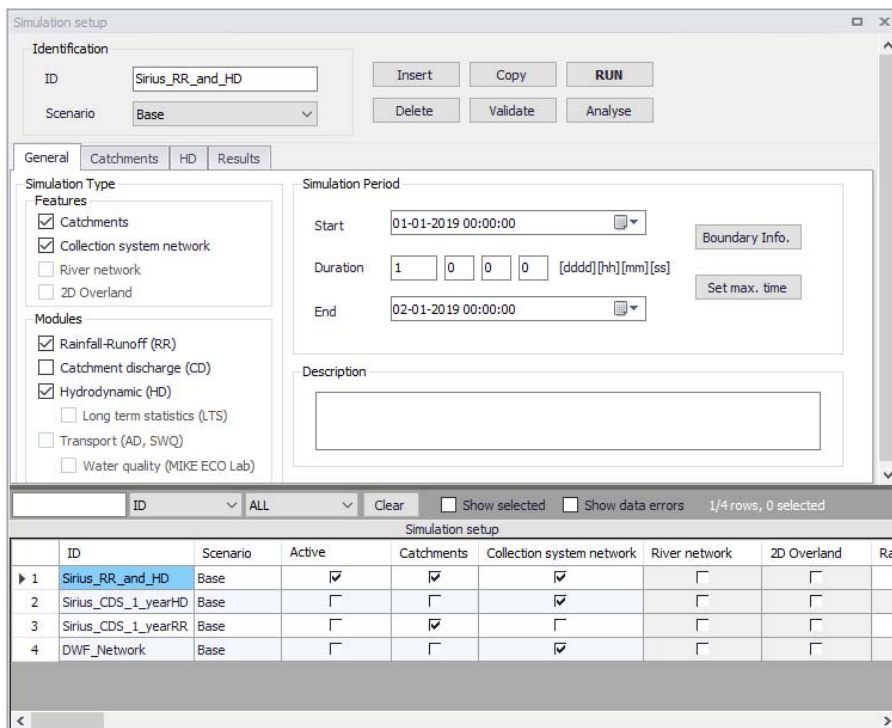 Simulation setup
Identification
ID Sirius_RR_and_HD Insert Copy RUN
Scenario Base Delete Validate Analyse
General Catchments HD Results
Simulation Type
Features
Catchments
Collection system network
River network
2D Overland
Modules
Rainfall-Runoff (RR)
Catchment discharge (CD)
Hydrodynamic (HD)
Long term statistics (LTS)
Transport (AD, SWQ)
Water quality (MIKE ECO Lab)
Simulation Period
Start 01-01-2019 00:00:00
Duration 1 0 0 0 [dddd][hh][mm][ss]
End 02-01-2019 00:00:00
Boundary Info.
Set max. time
Description
ID ALL Clear Show selected Show data errors 1/4 rows, 0 selected
Simulation setup
ID Scenario Active Catchments Collection system network River network 2D Overland Ra
1 Sirius_RR_and_HD Base
2 Sirius_CDS_1_yearHD Base
3 Sirius_CDS_1_yearRR Base
4 DWF_Network Base